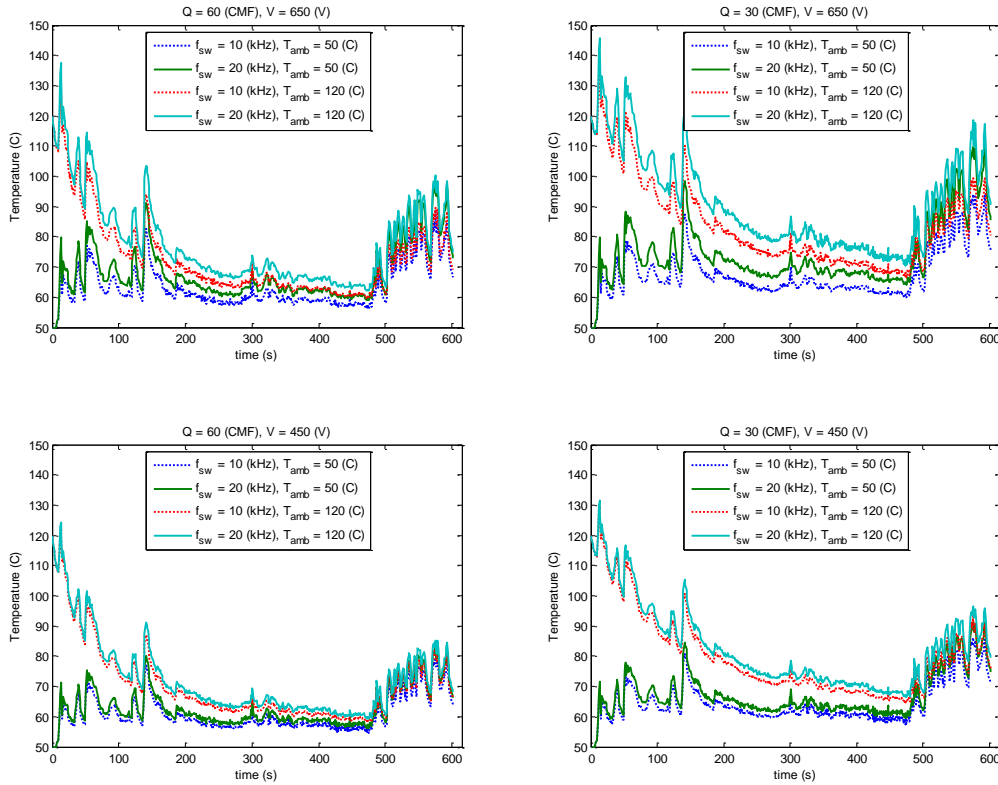 Q = 60 (CMF), V = 650 (V)
150
140
130
120
110
100
90
80
70
60
50
Temperature (C)
f_sw = 10 (kHz), T_amb = 50 (C)
f_sw = 20 (kHz), T_amb = 50 (C)
f_sw = 10 (kHz), T_amb = 120 (C)
f_sw = 20 (kHz), T_amb = 120 (C)
0 100 200 300 400 500 600
time (s)
Q = 30 (CMF), V = 650 (V)
150
140
130
120
110
100
90
80
70
60
50
Temperature (C)
f_sw = 10 (kHz), T_amb = 50 (C)
f_sw = 20 (kHz), T_amb = 50 (C)
f_sw = 10 (kHz), T_amb = 120 (C)
f_sw = 20 (kHz), T_amb = 120 (C)
0 100 200 300 400 500 600
time (s)
Q = 60 (CMF), V = 450 (V)
150
140
130
120
110
100
90
80
70
60
50
Temperature (C)
f_sw = 10 (kHz), T_amb = 50 (C)
f_sw = 20 (kHz), T_amb = 50 (C)
f_sw = 10 (kHz), T_amb = 120 (C)
f_sw = 20 (kHz), T_amb = 120 (C)
0 100 200 300 400 500 600
time (s)
Q = 30 (CMF), V = 450 (V)
150
140
130
120
110
100
90
80
70
60
50
Temperature (C)
f_sw = 10 (kHz), T_amb = 50 (C)
f_sw = 20 (kHz), T_amb = 50 (C)
f_sw = 10 (kHz), T_amb = 120 (C)
f_sw = 20 (kHz), T_amb = 120 (C)
0 100 200 300 400 500 600
time (s)